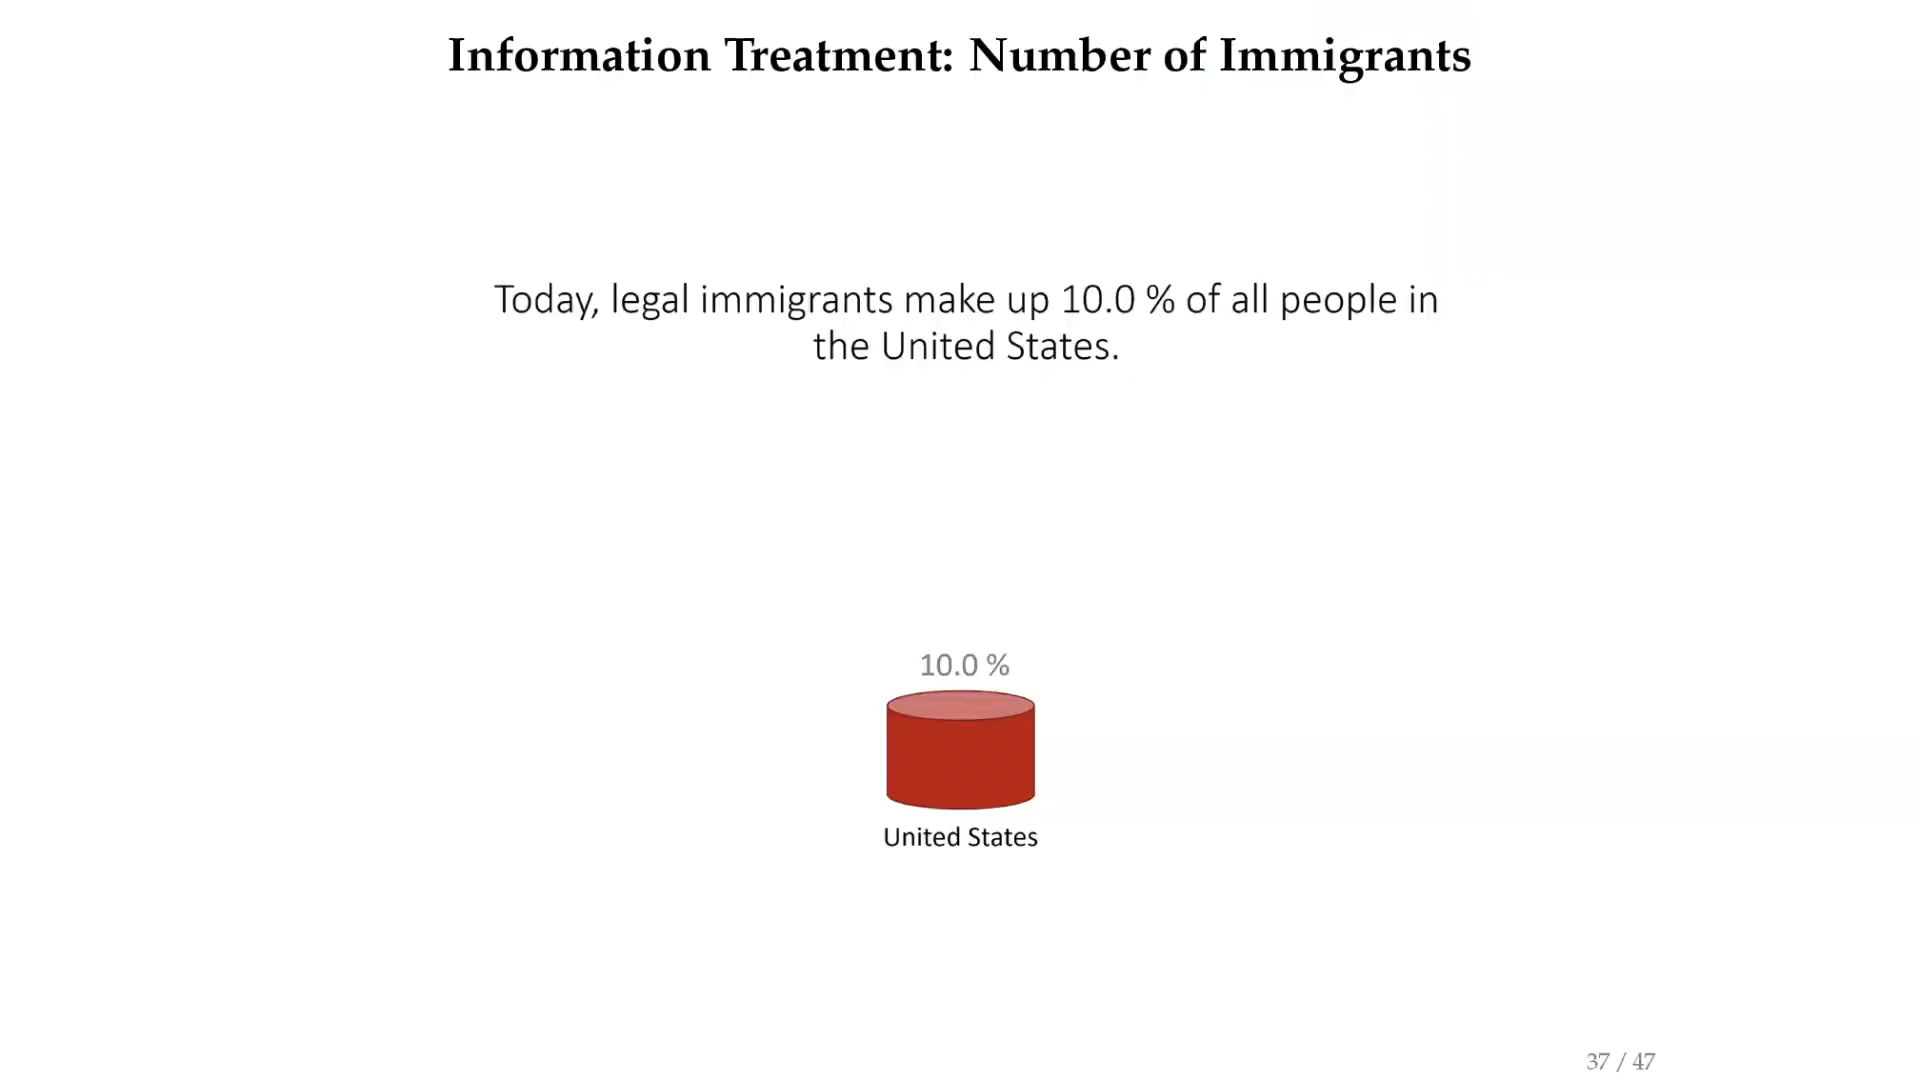 Information Treatment: Number of Immigrants
Today, legal immigrants make up 10.0 % of all people in
the United States.
10.0 %
United States
37 / 47